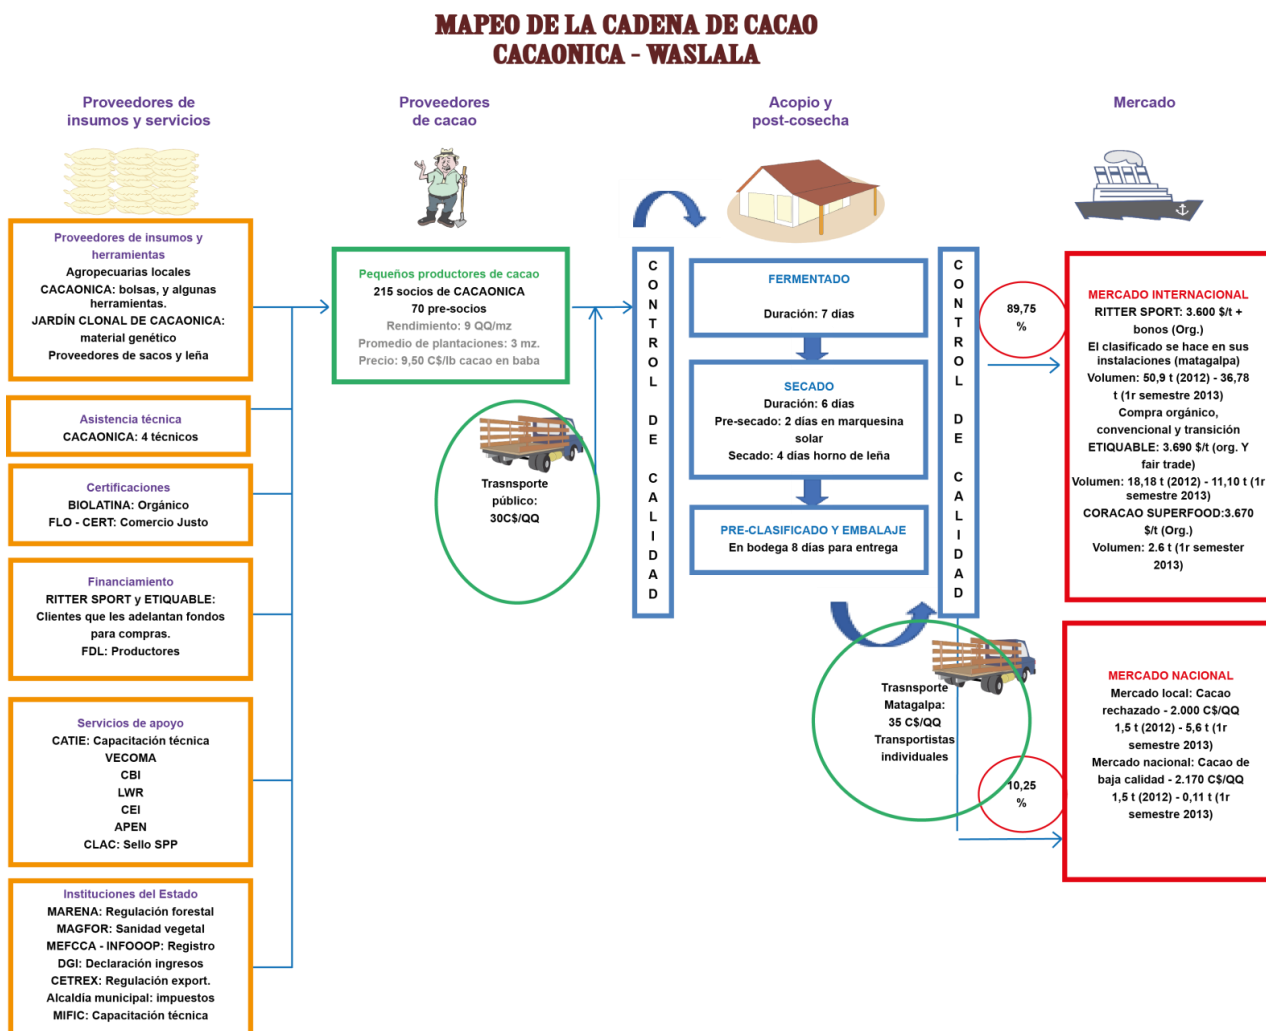 MAPEO DE LA CADENA DE CACAO
CACAONICA - WASLALA
Proveedores de
insumos y servicios
Proveedores de insumos y
herramientas
Agropecuarias locales
CACAONICA: bolsas, y algunas
herramientas.
JARDÍN CLONAL DE CACAONICA:
material genético
Proveedores de sacos y leña
Asistencia técnica
CACAONICA: 4 técnicos
Certificaciones
BIOLATINA: Orgánico
FLO - CERT: Comercio Justo
Financiamiento
RITTER SPORT y ETIQUABLE:
Clientes que les adelantan fondos
para compras.
FDL: Productores
Servicios de apoyo
CATIE: Capacitación técnica
VECOMA
CBI
LWR
CEI
APEN
CLAC: Sello SPP
Instituciones del Estado
MARENA: Regulación forestal
MAGFOR: Sanidad vegetal
MEFCCA - INFOOOP: Registro
DGI: Declaración ingresos
CETREX: Regulación export.
Alcaldía municipal: impuestos
MIFIC: Capacitación técnica
Proveedores
de cacao
Pequeños productores de cacao
215 socios de CACAONICA
70 pre-socios
Rendimiento: 9 QQ/mz
Promedio de plantaciones: 3 mz.
Precio: 9,50 C$/lb cacao en baba
Trasnsporte
público:
30C$/QQ
CONTROL DE CALIDAD
Acopio y
post-cosecha
FERMENTADO
Duración: 7 días
SECADO
Duración: 6 días
Pre-secado: 2 días en marquesina
solar
Secado: 4 días horno de leña
PRE-CLASIFICADO Y EMBALAJE
En bodega 8 días para entrega
CONTROL DE CALIDAD
Trasnsporte
Matagalpa:
35 C$/QQ
Transportistas
individuales
89,75
%
10,25
%
Mercado
MERCADO INTERNACIONAL
RITTER SPORT: 3.600 $/t +
bonos (Org.)
El clasificado se hace en sus
instalaciones (matagalpa)
Volumen: 50,9 t (2012) - 36,78
t (1r semestre 2013)
Compra orgánico,
convencional y transición
ETIQUABLE: 3.690 $/t (org. Y
fair trade)
Volumen: 18,18 t (2012) - 11,10 t (1r
semestre 2013)
CORACAO SUPERFOOD:3.670
$/t (Org.)
Volumen: 2.6 t (1r semester
2013)
MERCADO NACIONAL
Mercado local: Cacao
rechazado - 2.000 C$/QQ
1,5 t (2012) - 5,6 t (1r
semestre 2013)
Mercado nacional: Cacao de
baja calidad - 2.170 C$/QQ
1,5 t (2012) - 0,11 t (1r
semestre 2013)